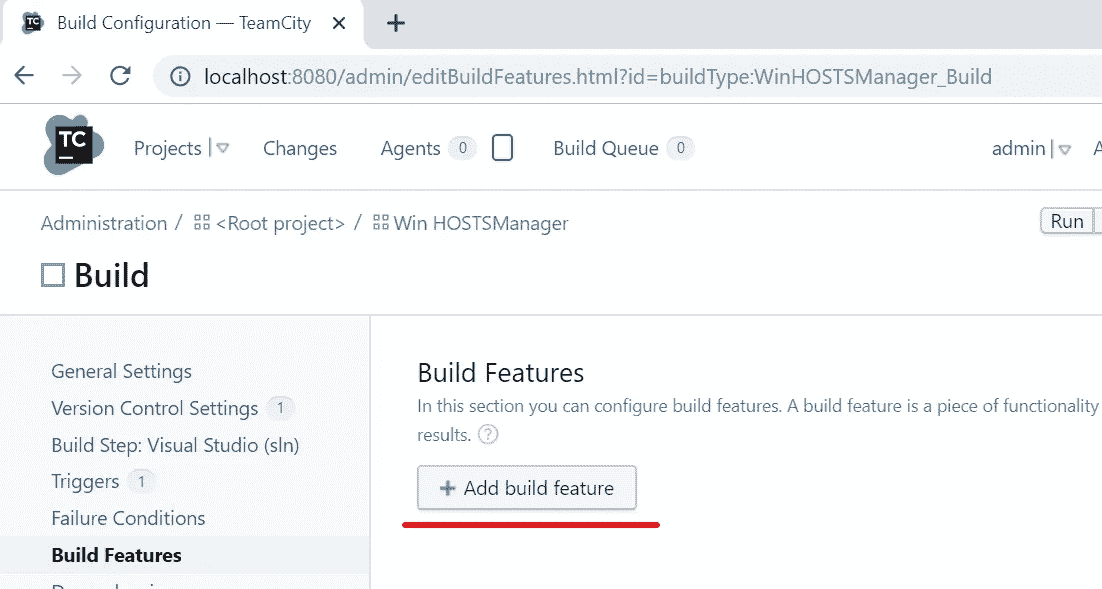 TC Build Configuration — TeamCity
localhost:8080/admin/editBuildFeatures.html?id=buildType:WinHOSTSManager_Build
TC Projects Changes Agents 0 Build Queue 0 admin A
Administration / <Root project> / Win HOSTSManager Run
Build
General Settings
Version Control Settings 1
Build Step: Visual Studio (sln)
Triggers 1
Failure Conditions
Build Features
Build Features
In this section you can configure build features. A build feature is a piece of functionality
results. ?
+ Add build feature